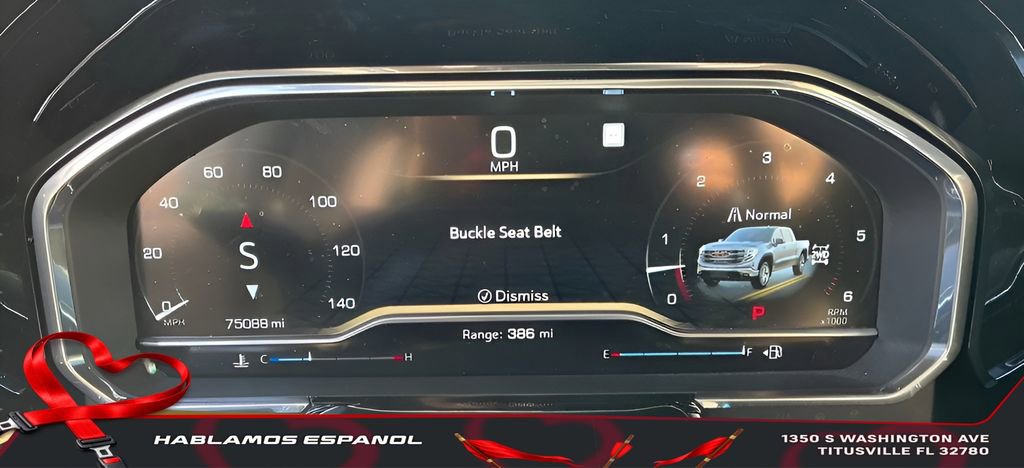 0
MPH
Buckle Seat Belt
Dismiss
0 20 40 60 80 100 120 140
MPH
S
75088 mi
Range: 386 mi
C H
E F
0 1 2 3 4 5 6
Normal
2WD
P
RPM
x1000
HABLAMOS ESPANOL
1350 S WASHINGTON AVE
TITUSVILLE FL 32780